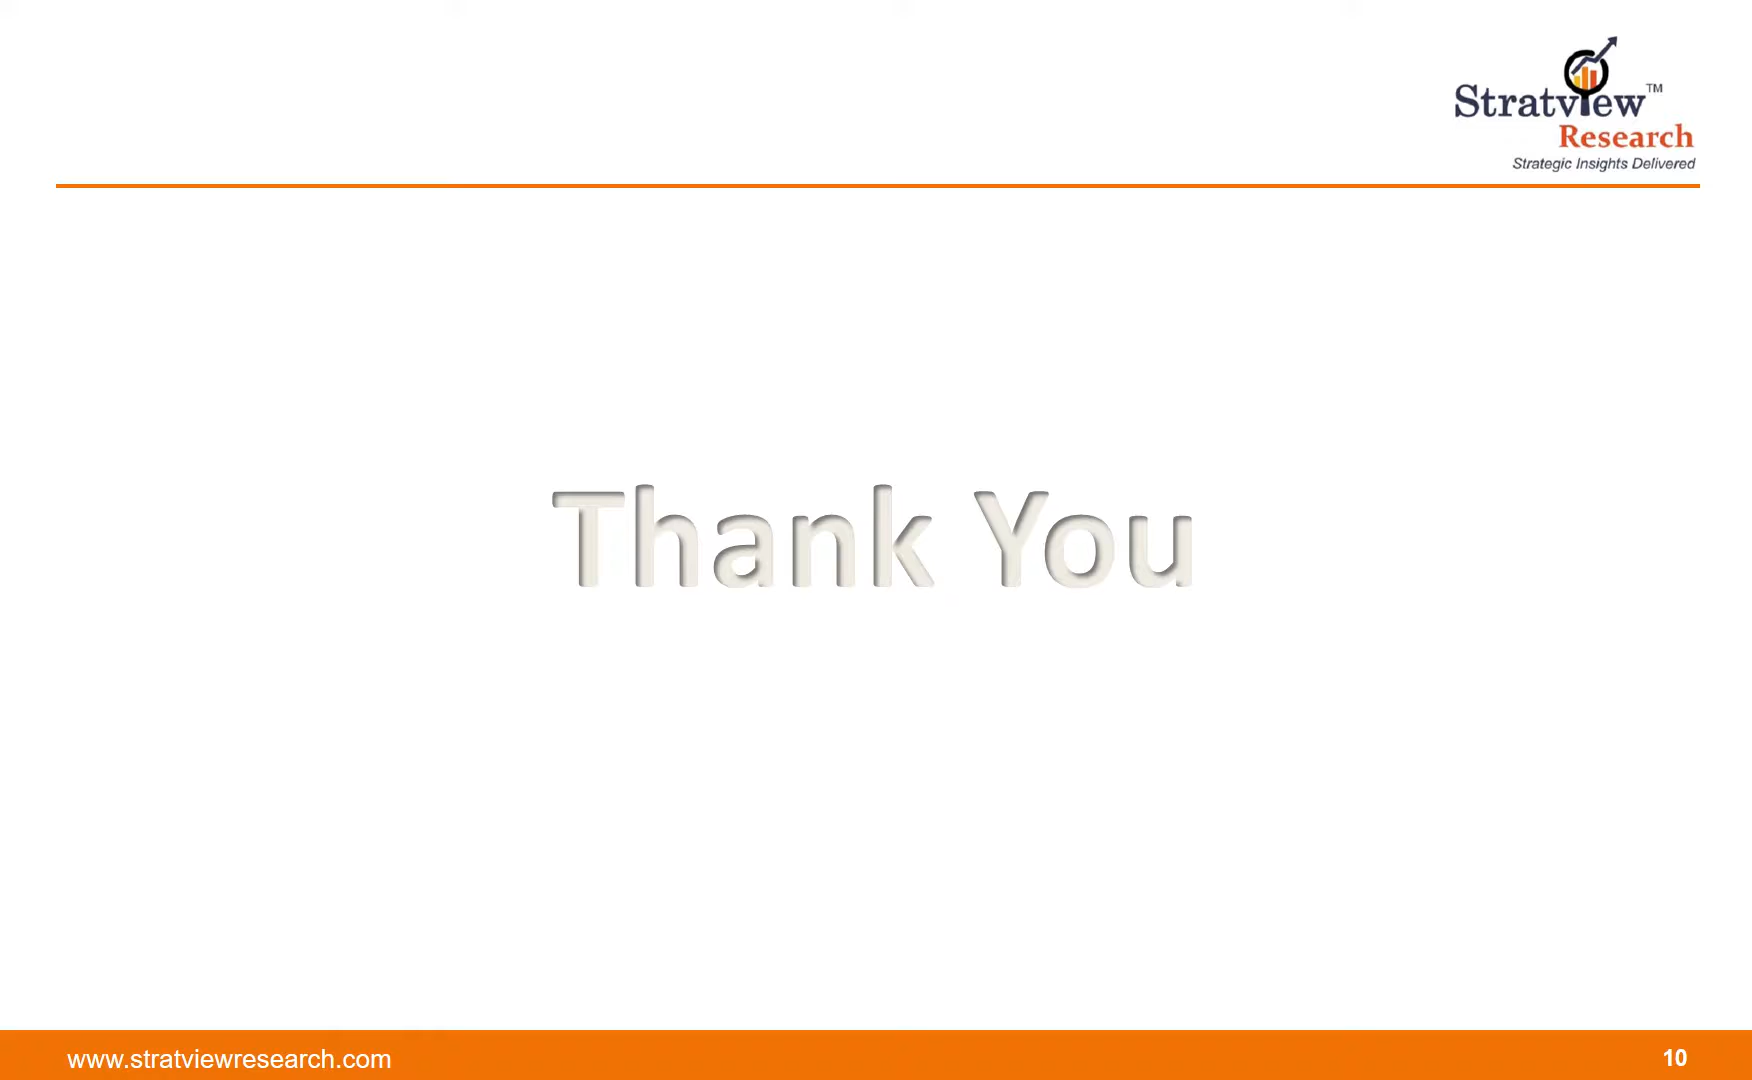 Stratview™
Research
Strategic Insights Delivered
Thank You
www.stratviewresearch.com
10